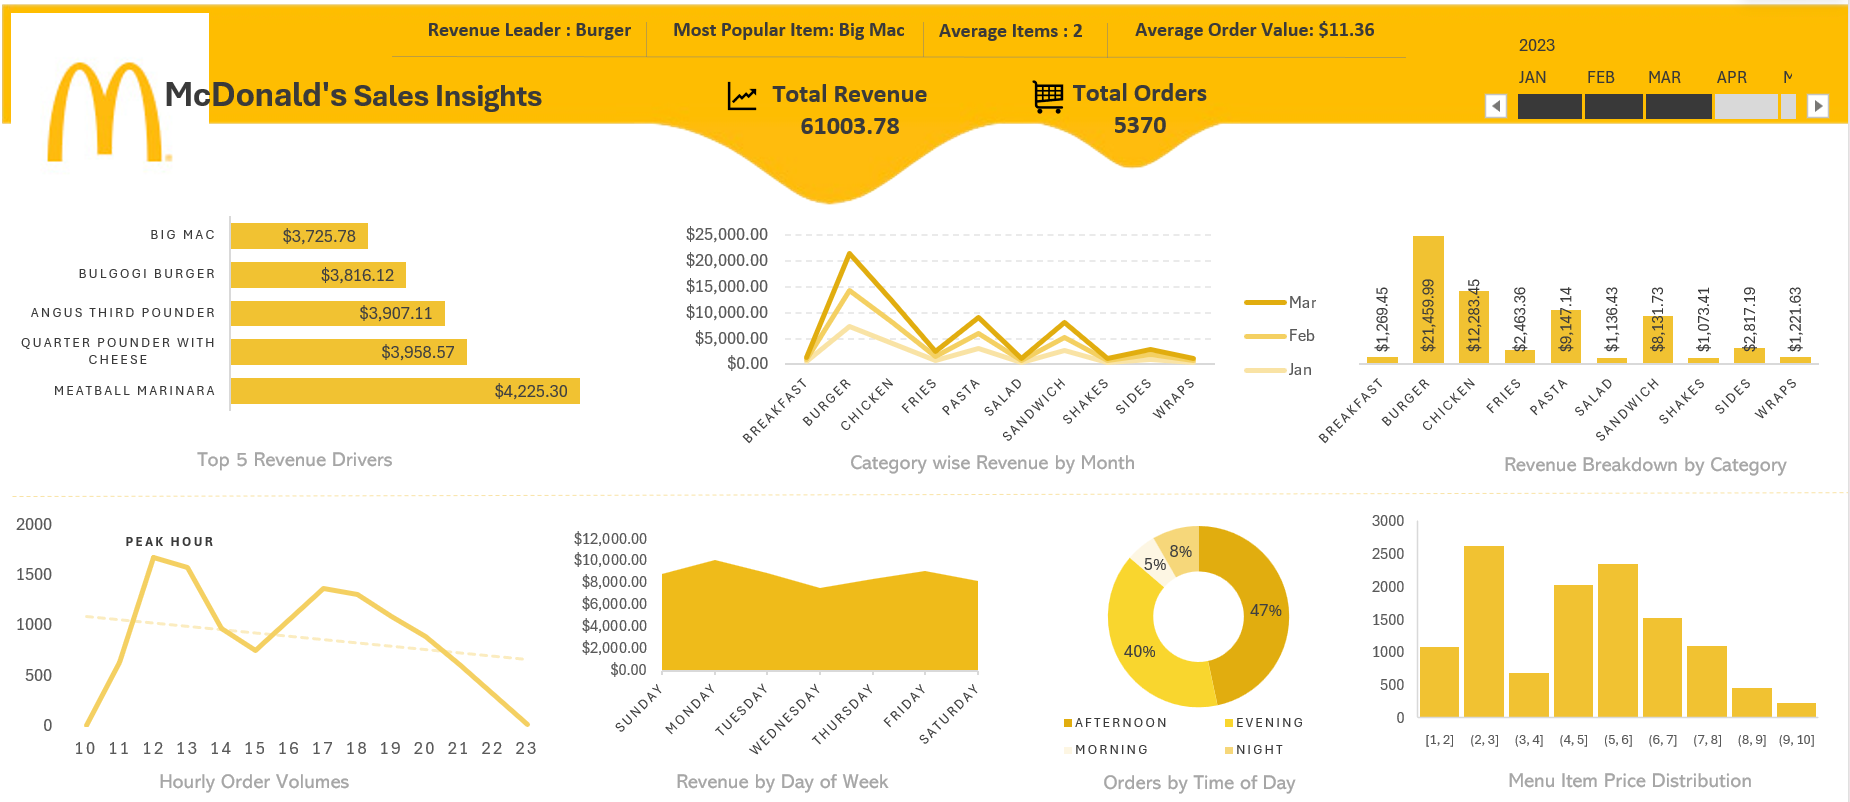 Revenue Leader : Burger
Most Popular Item: Big Mac
Average Items : 2
Average Order Value: $11.36
McDonald's Sales Insights
Total Revenue
61003.78
Total Orders
5370
2023
JAN FEB MAR APR
BIG MAC $3,725.78
BULGOGI BURGER $3,816.12
ANGUS THIRD POUNDER $3,907.11
QUARTER POUNDER WITH
CHEESE $3,958.57
MEATBALL MARINARA $4,225.30
Top 5 Revenue Drivers
$25,000.00
$20,000.00
$15,000.00
$10,000.00
$5,000.00
$0.00
BREAKFAST BURGER CHICKEN FRIES PASTA SALAD SANDWICH SHAKES SIDES WRAPS
Mar
Feb
Jan
Category wise Revenue by Month
$1,269.45 $21,459.99 $12,283.45 $2,463.36 $9,147.14 $1,136.43 $8,131.73 $1,073.41 $2,817.19 $1,221.63
BREAKFAST BURGER CHICKEN FRIES PASTA SALAD SANDWICH SHAKES SIDES WRAPS
Revenue Breakdown by Category
2000
1500
1000
500
0
PEAK HOUR
10 11 12 13 14 15 16 17 18 19 20 21 22 23
Hourly Order Volumes
$12,000.00
$10,000.00
$8,000.00
$6,000.00
$4,000.00
$2,000.00
$0.00
SUNDAY MONDAY TUESDAY WEDNESDAY THURSDAY FRIDAY SATURDAY
Revenue by Day of Week
8%
5%
47%
40%
AFTERNOON EVENING
MORNING NIGHT
Orders by Time of Day
3000
2500
2000
1500
1000
500
0
[1, 2] (2, 3] (3, 4] (4, 5] (5, 6] (6, 7] (7, 8] (8, 9] (9, 10]
Menu Item Price Distribution